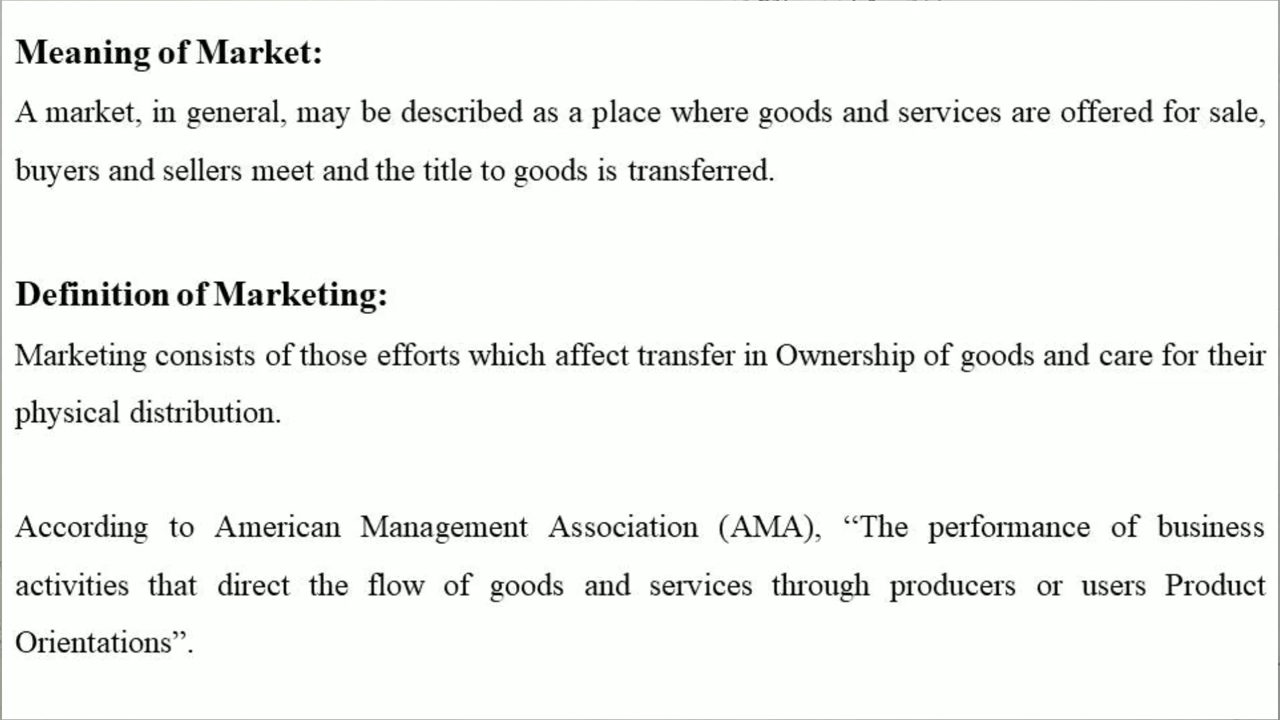 Meaning of Market:
A market, in general, may be described as a place where goods and services are offered for sale,
buyers and sellers meet and the title to goods is transferred.
Definition of Marketing:
Marketing consists of those efforts which affect transfer in Ownership of goods and care for their
physical distribution.
According to American Management Association (AMA), “The performance of business
activities that direct the flow of goods and services through producers or users Product
Orientations”.